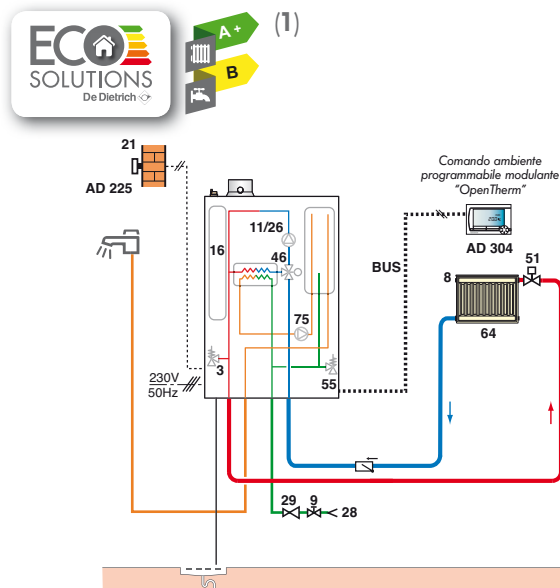 ECO
SOLUTIONS
De Dietrich
A+
B
(1)
21
AD 225
Comando ambiente
programmabile modulante
"OpenTherm"
AD 304
BUS
11/26
16
46
75
3
55
230V
50Hz
51
8
64
29
9
28